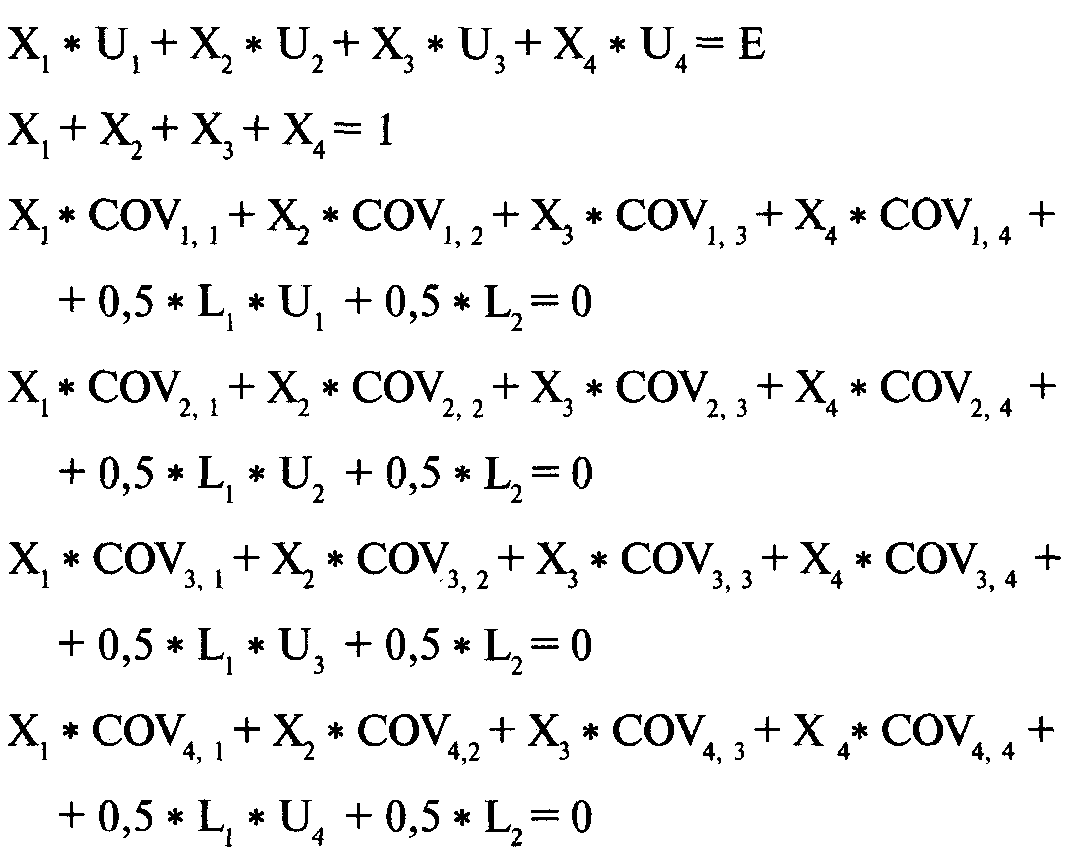 X₁ * U₁ + X₂ * U₂ + X₃ * U₃ + X₄ * U₄ = E
X₁ + X₂ + X₃ + X₄ = 1
X₁ * COV₁, ₁ + X₂ * COV₁, ₂ + X₃ * COV₁, ₃ + X₄ * COV₁, ₄ +
+ 0,5 * L₁ * U₁ + 0,5 * L₂ = 0
X₁ * COV₂, ₁ + X₂ * COV₂, ₂ + X₃ * COV₂, ₃ + X₄ * COV₂, ₄ +
+ 0,5 * L₁ * U₂ + 0,5 * L₂ = 0
X₁ * COV₃, ₁ + X₂ * COV₃, ₂ + X₃ * COV₃, ₃ + X₄ * COV₃, ₄ +
+ 0,5 * L₁ * U₃ + 0,5 * L₂ = 0
X₁ * COV₄, ₁ + X₂ * COV₄,₂ + X₃ * COV₄, ₃ + X ₄* COV₄, ₄ +
+ 0,5 * L₁ * U₄ + 0,5 * L₂ = 0